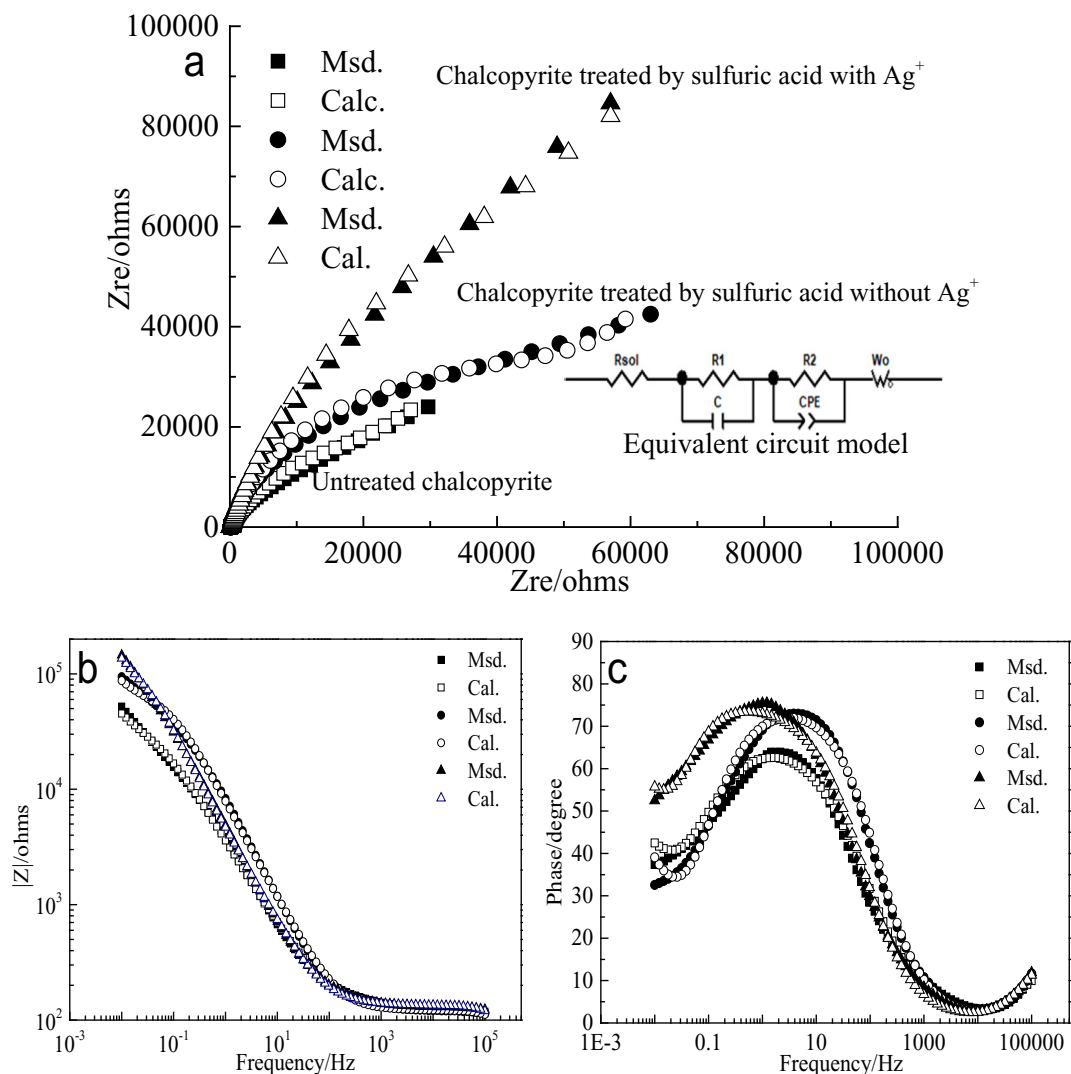 a
Zre/ohms
100000
80000
60000
40000
20000
0
Msd.
Calc.
Msd.
Calc.
Msd.
Cal.
Chalcopyrite treated by sulfuric acid with Ag+
Chalcopyrite treated by sulfuric acid without Ag+
Rsol R1 R2 Wo
C CPE
Equivalent circuit model
Untreated chalcopyrite
0 20000 40000 60000 80000 100000
Zre/ohms
b
|Z|/ohms
10^5
10^4
10^3
10^2
Msd.
Cal.
Msd.
Cal.
Msd.
Cal.
10^-3 10^-1 10^1 10^3 10^5
Frequency/Hz
c
Phase/degree
90
80
70
60
50
40
30
20
10
0
Msd.
Cal.
Msd.
Cal.
Msd.
Cal.
1E-3 0.1 10 1000 100000
Frequency/Hz